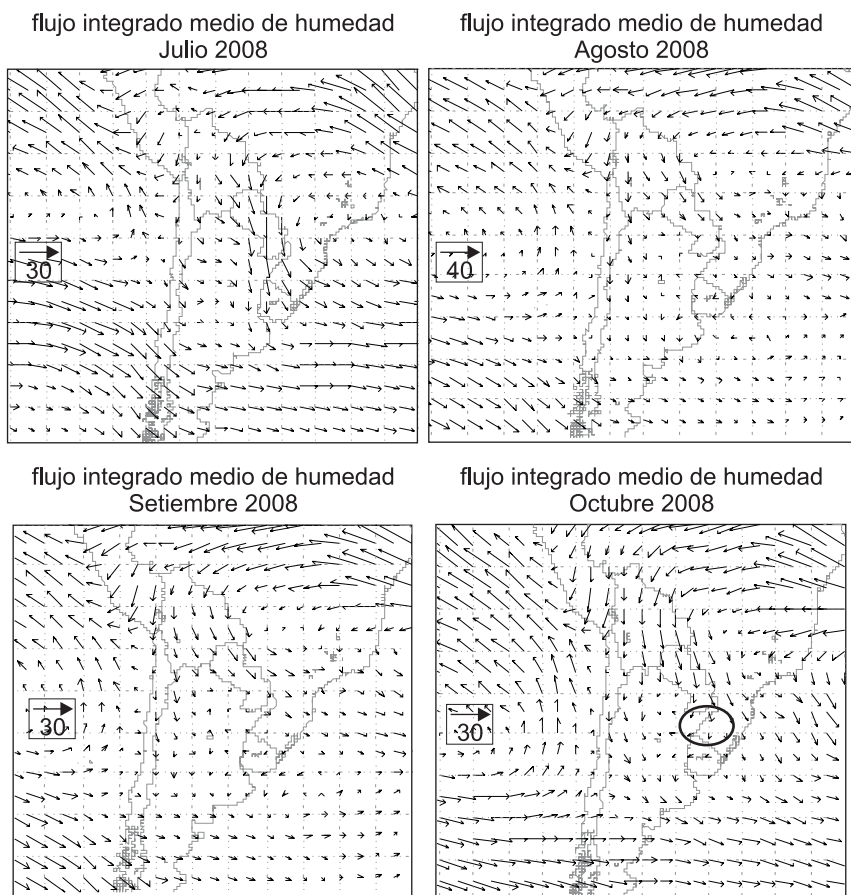 flujo integrado medio de humedad
Julio 2008
30
flujo integrado medio de humedad
Agosto 2008
40
flujo integrado medio de humedad
Setiembre 2008
30
flujo integrado medio de humedad
Octubre 2008
30